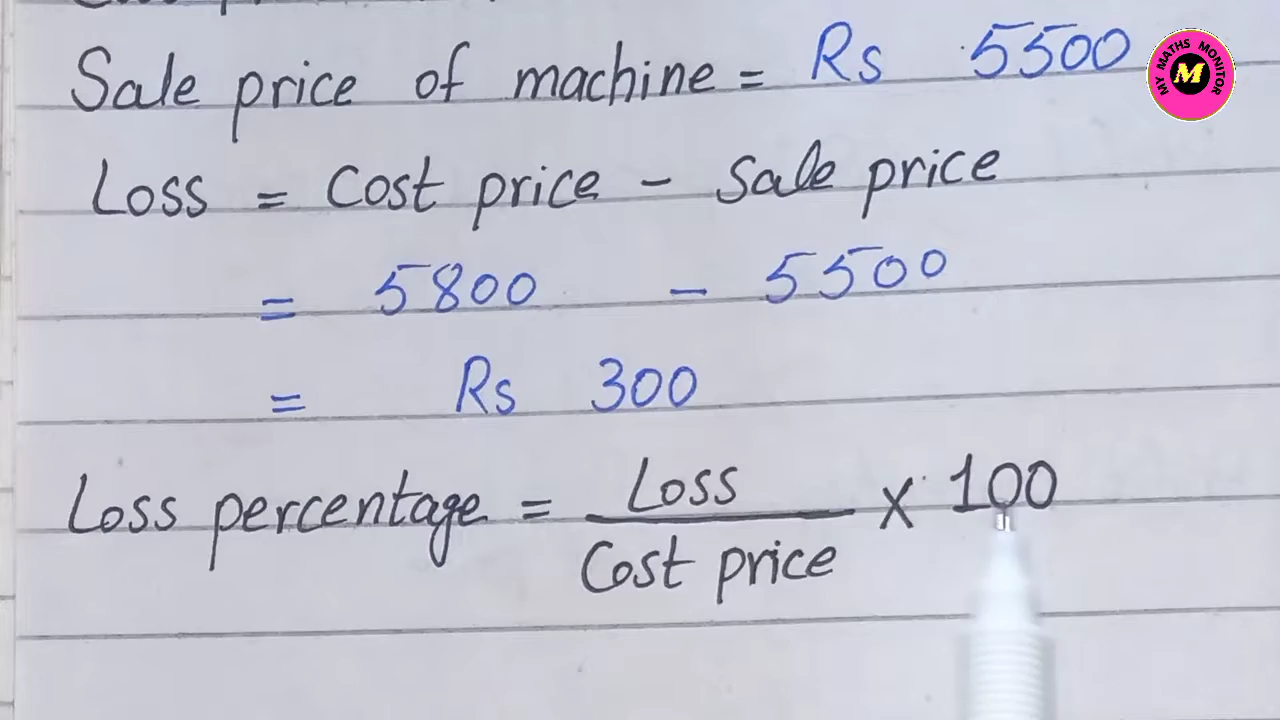 Sale price of machine = Rs 5500
Loss = Cost price - Sale price
= 5800 - 5500
= Rs 300
Loss percentage = Loss / Cost price × 100
MY MATHS MONITOR
M